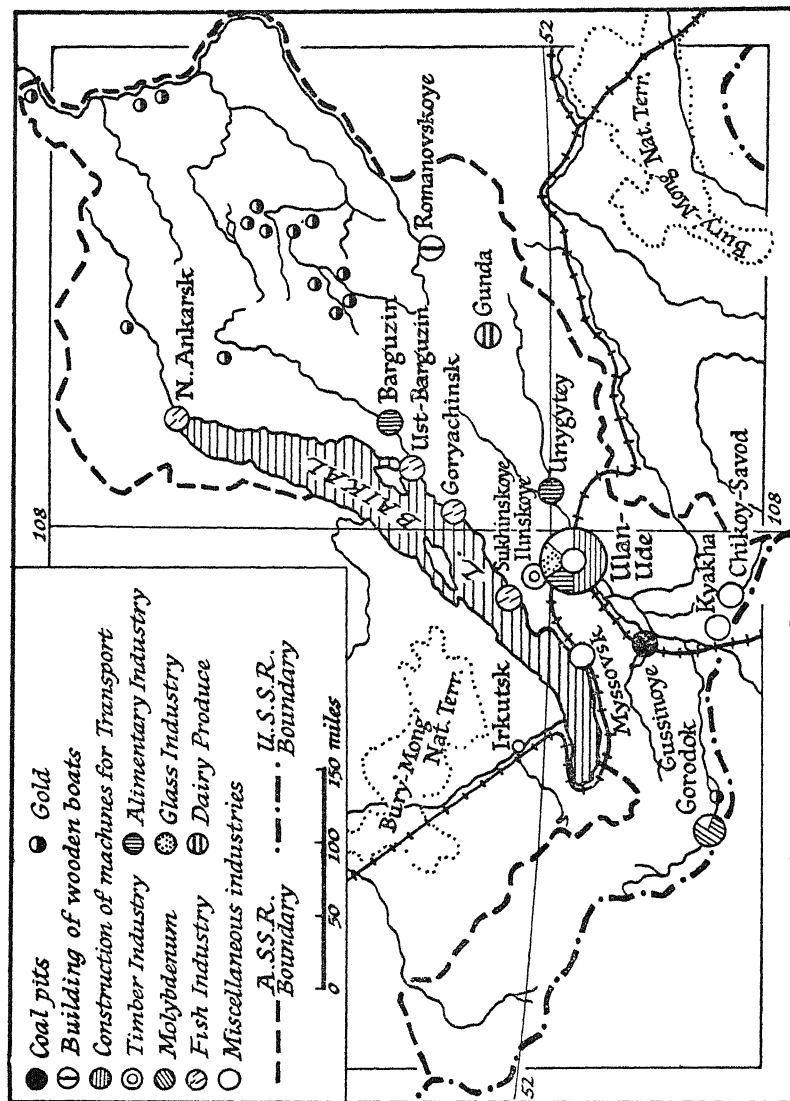 Coal pits
Gold
Building of wooden boats
Construction of machines for Transport
Timber Industry
Alimentary Industry
Molybdenum
Glass Industry
Fish Industry
Dairy Produce
Miscellaneous industries
A.S.S.R.
Boundary
U.S.S.R.
Boundary
0 50 100 150 miles
108
52
N. Ankarsk
Romanovskoye
Barguzin
Ust-Barguzin
Goryachinsk
Gunda
L. BAIKAL
Sukhinskoye
Ilinskoye
Unygytey
Bury-Mong
Nat. Terr.
Irkutsk
Ulan-
Ude
Bury-Mong Nat. Terr.
Myssovsk
Gussinoye
Kyakha
Chikoy-Savod
Gorodok
52
108